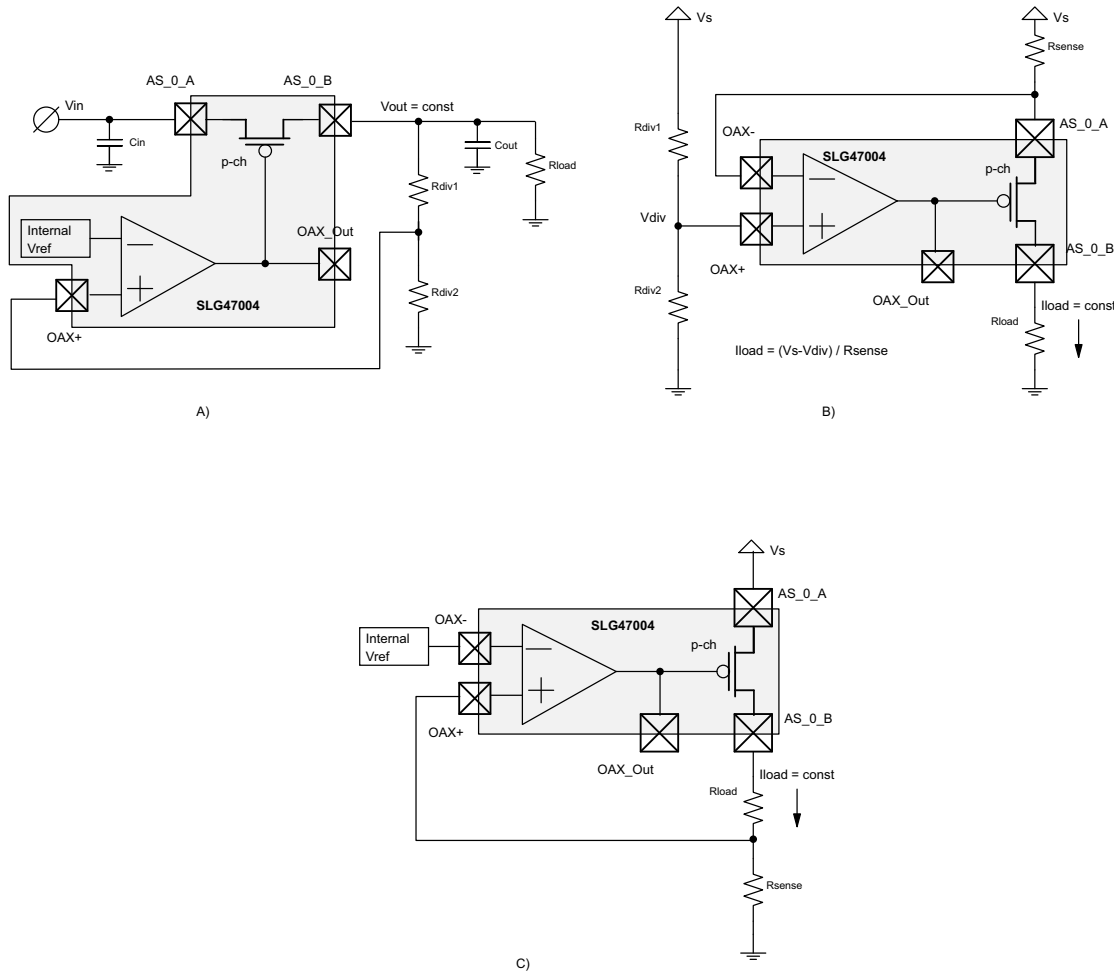 AS_0_A
AS_0_B
Vin
Vout = const
Cin
p-ch
Cout
Rload
Rdiv1
Internal
Vref
OAX_Out
Rdiv2
SLG47004
OAX+
A)
Vs
Vs
Rsense
AS_0_A
Rdiv1
OAX-
SLG47004
p-ch
Vdiv
AS_0_B
OAX+
OAX_Out
Rdiv2
Iload = const
Rload
Iload = (Vs-Vdiv) / Rsense
B)
Vs
AS_0_A
OAX-
SLG47004
Internal
Vref
p-ch
OAX+
AS_0_B
OAX_Out
Iload = const
Rload
Rsense
C)